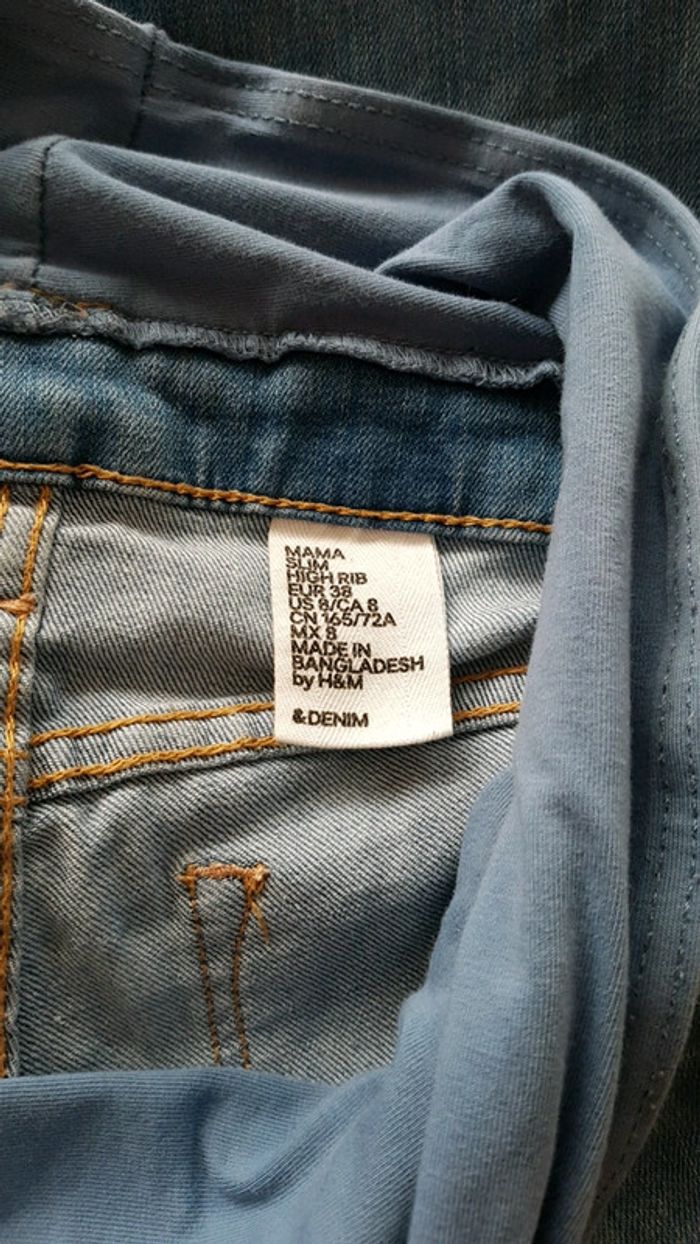 MAMA
SLIM
HIGH RIB
EUR 38
US 8/CA 8
CN 165/72A
MX 8
MADE IN
BANGLADESH
by H&M
&DENIM